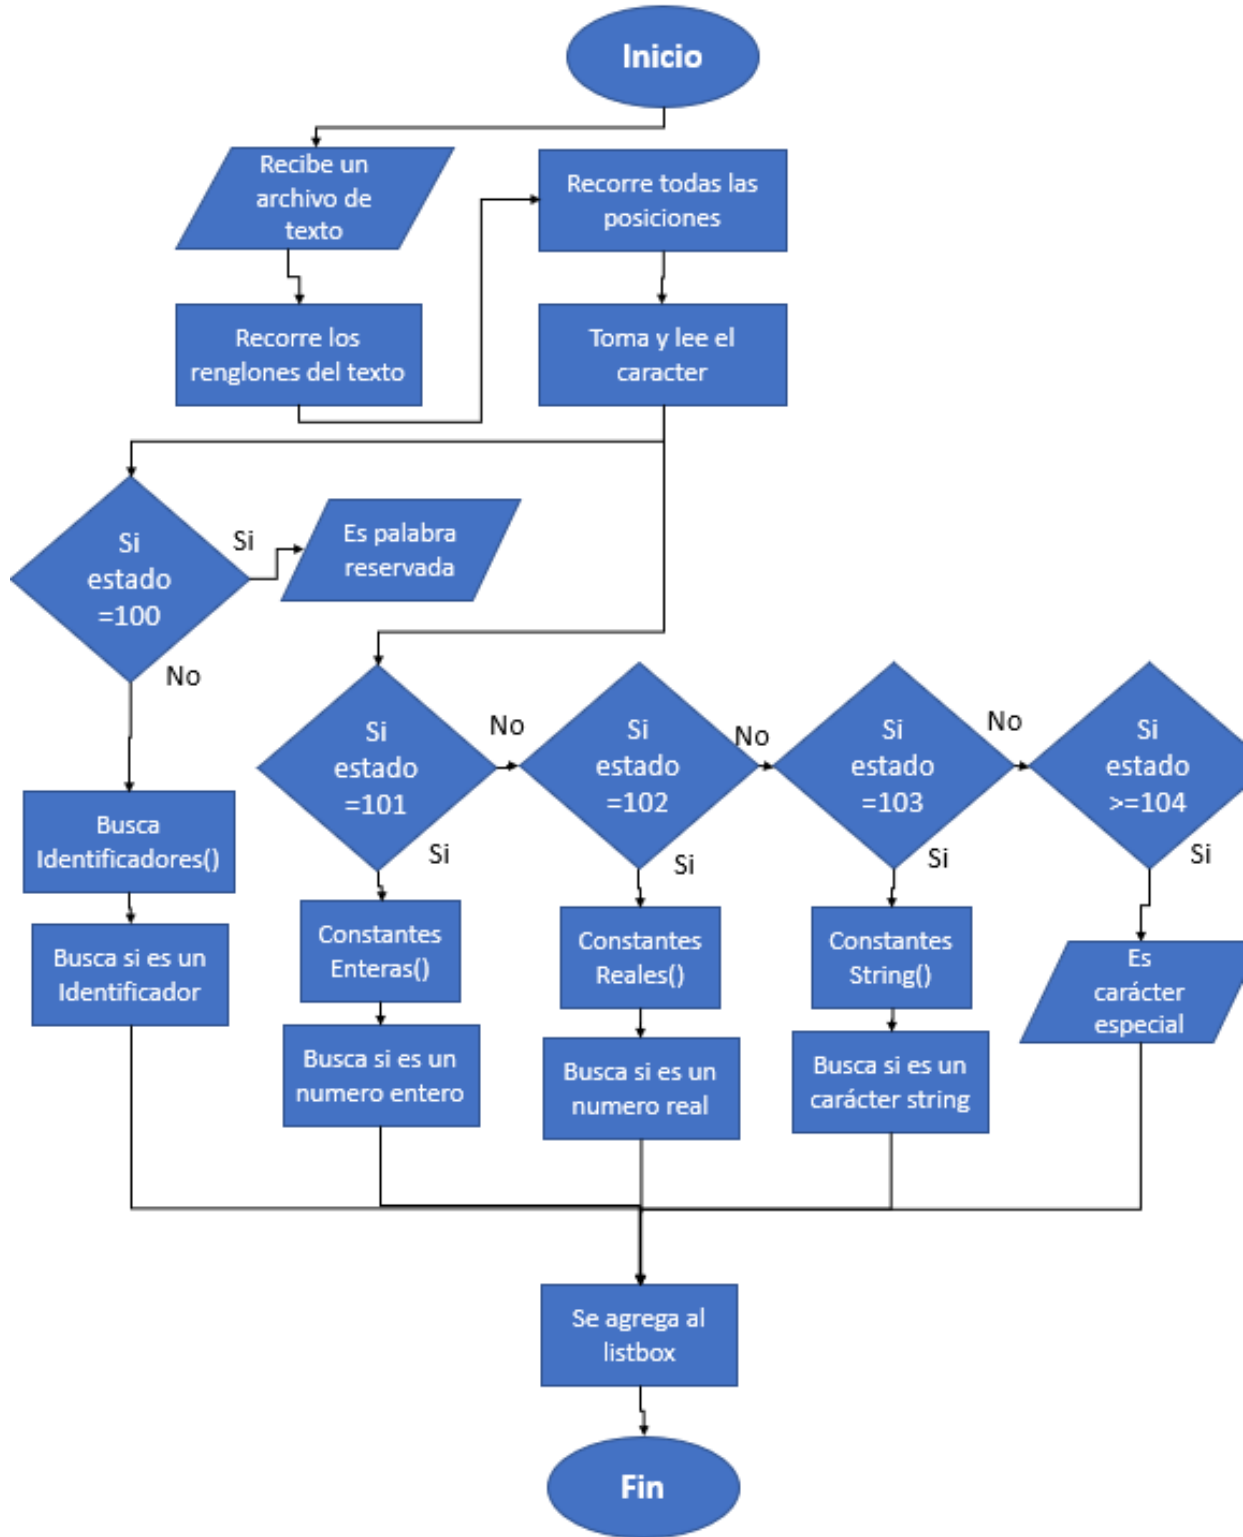 Inicio
Recibe un
archivo de
texto
Recorre todas las
posiciones
Recorre los
renglones del texto
Toma y lee el
caracter
Si
estado
=100
Si
Es palabra
reservada
No
Si
estado
=101
No
Si
estado
=102
No
Si
estado
=103
No
Si
estado
>=104
Si
Si
Si
Si
Busca
Identificadores()
Busca si es un
Identificador
Constantes
Enteras()
Busca si es un
numero entero
Constantes
Reales()
Busca si es un
numero real
Constantes
String()
Busca si es un
carácter string
Es
carácter
especial
Se agrega al
listbox
Fin